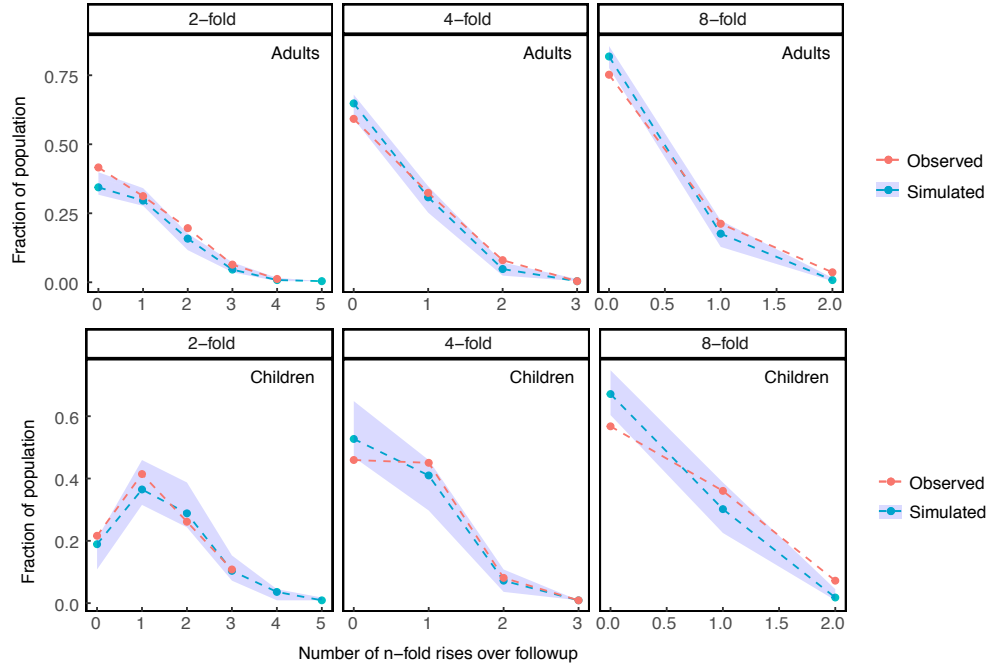 2−fold
4−fold
8−fold
Adults
Adults
Adults
Fraction of population
0.75
0.50
0.25
0.00
0 1 2 3 4 5
0 1 2 3
0.0 0.5 1.0 1.5 2.0
Observed
Simulated
2−fold
4−fold
8−fold
Children
Children
Children
Fraction of population
0.6
0.4
0.2
0.0
0 1 2 3 4 5
0 1 2 3
0.0 0.5 1.0 1.5 2.0
Observed
Simulated
Number of n−fold rises over followup